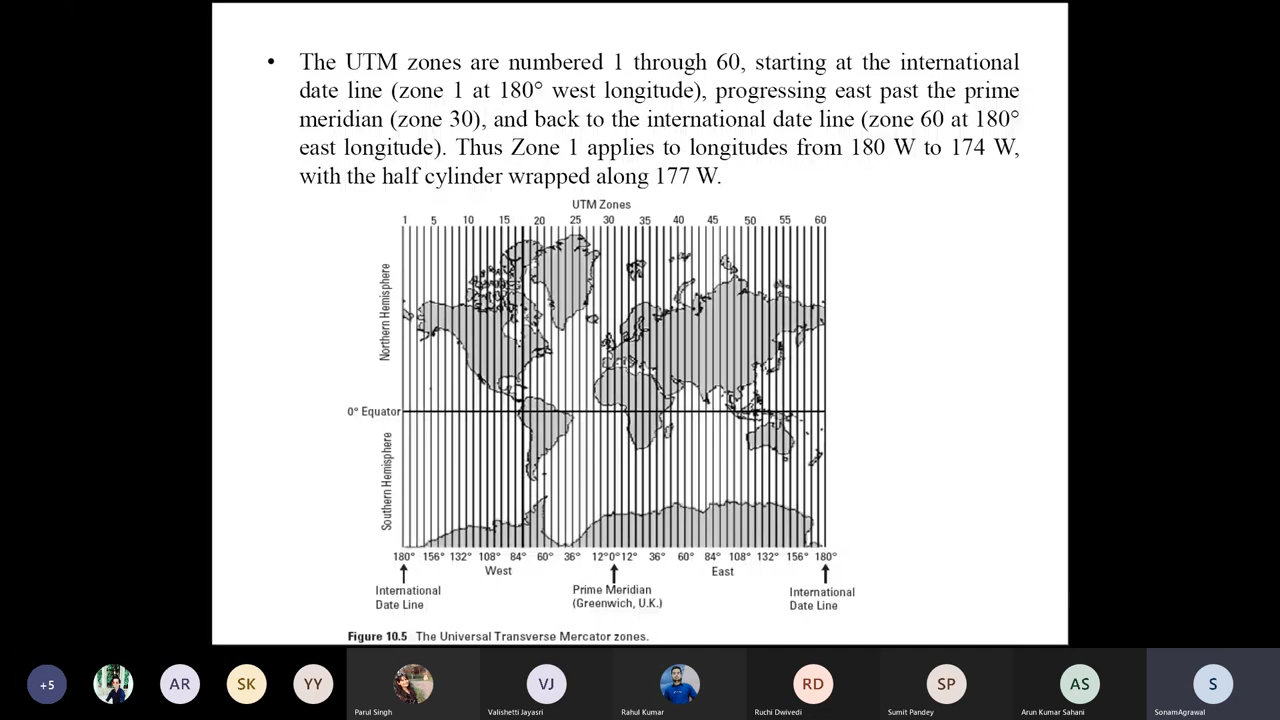 • The UTM zones are numbered 1 through 60, starting at the international
date line (zone 1 at 180° west longitude), progressing east past the prime
meridian (zone 30), and back to the international date line (zone 60 at 180°
east longitude). Thus Zone 1 applies to longitudes from 180 W to 174 W,
with the half cylinder wrapped along 177 W.
UTM Zones
1 5 10 15 20 25 30 35 40 45 50 55 60
Northern Hemisphere
0° Equator
Southern Hemisphere
180° 156° 132° 108° 84° 60° 36° 12°0°12° 36° 60° 84° 108° 132° 156° 180°
West East
International
Date Line
Prime Meridian
(Greenwich, U.K.)
International
Date Line
Figure 10.5 The Universal Transverse Mercator zones.
+5 AR SK YY VJ RD SP AS S
Parul Singh Valishetti Jayasri Rahul Kumar Ruchi Dwivedi Sumit Pandey Arun Kumar Sahani SonamAgrawal